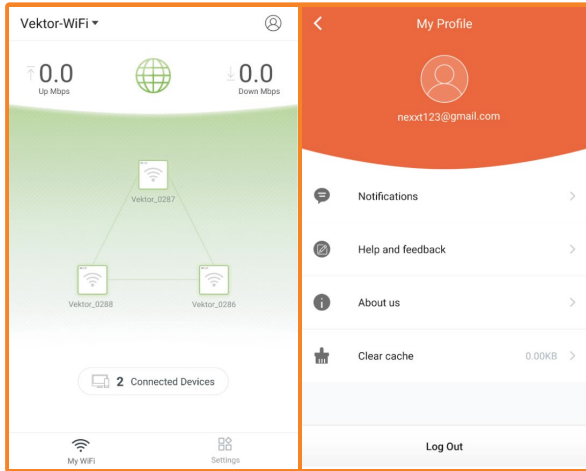 Vektor-WiFi
0.0
Up Mbps
0.0
Down Mbps
Vektor_0287
Vektor_0288
Vektor_0286
2 Connected Devices
My WiFi
Settings
My Profile
nexxt123@gmail.com
Notifications
Help and feedback
About us
Clear cache 0.00KB
Log Out